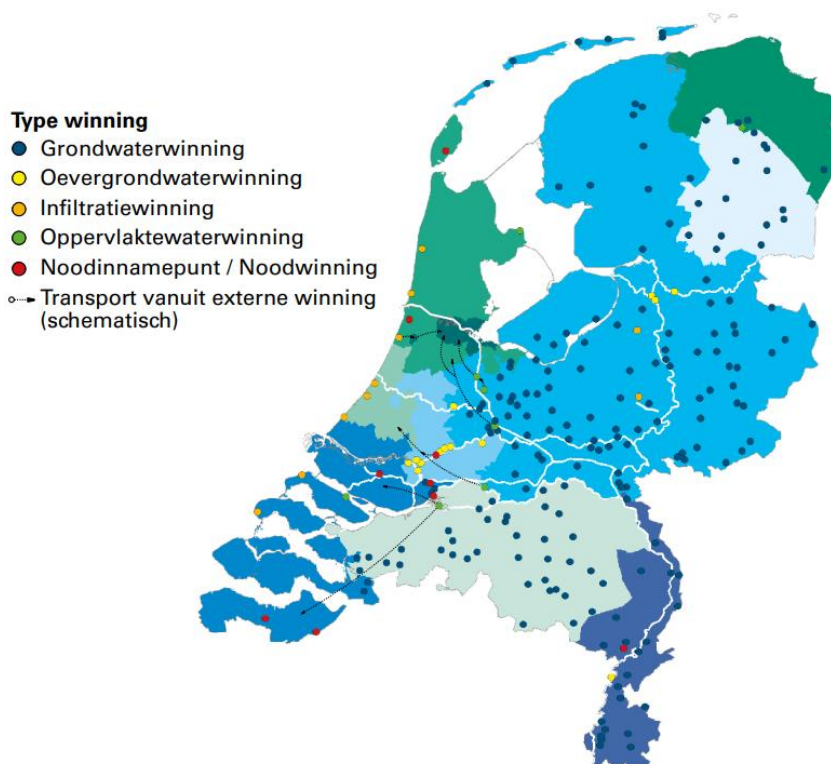 Type winning
Grondwaterwinning
Oevergrondwaterwinning
Infiltratiewinning
Oppervlaktewaterwinning
Noodinnamepunt / Noodwinning
Transport vanuit externe winning
(schematisch)